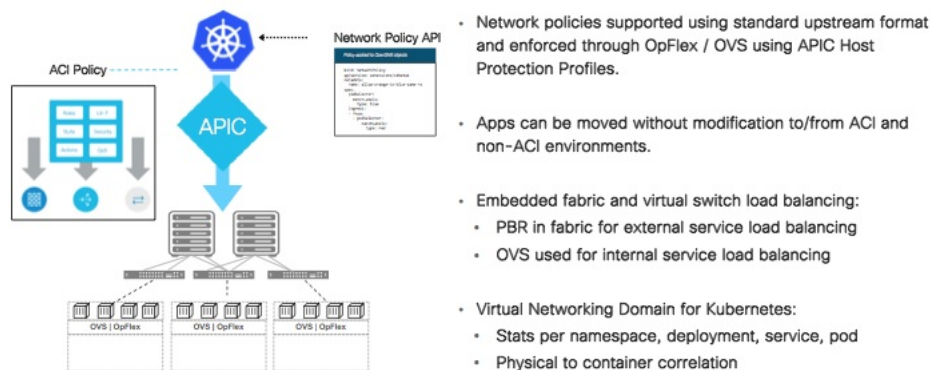 Network Policy API
ACI Policy
APIC
OVS | OpFlex
OVS | OpFlex
OVS | OpFlex
• Network policies supported using standard upstream format
and enforced through OpFlex / OVS using APIC Host
Protection Profiles.
• Apps can be moved without modification to/from ACI and
non-ACI environments.
• Embedded fabric and virtual switch load balancing:
• PBR in fabric for external service load balancing
• OVS used for internal service load balancing
• Virtual Networking Domain for Kubernetes:
• Stats per namespace, deployment, service, pod
• Physical to container correlation